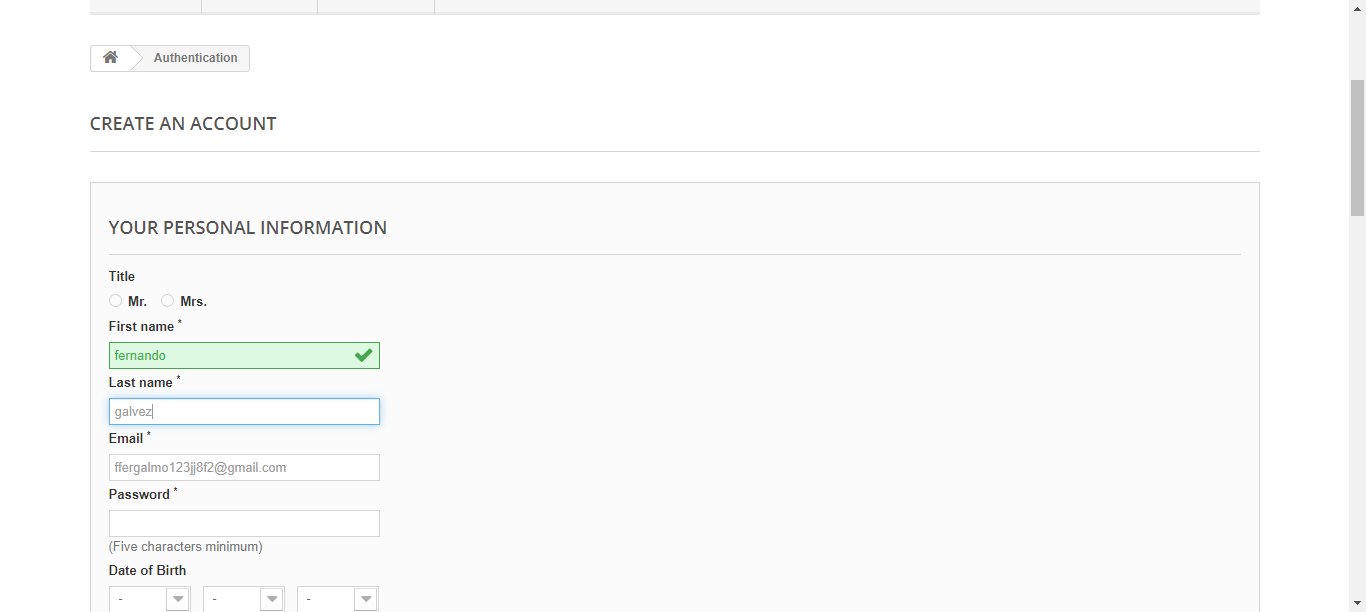 Authentication
CREATE AN ACCOUNT
YOUR PERSONAL INFORMATION
Title
Mr. Mrs.
First name *
fernando
Last name *
galvez
Email *
ffergalmo123jj8f2@gmail.com
Password *
(Five characters minimum)
Date of Birth
- - -